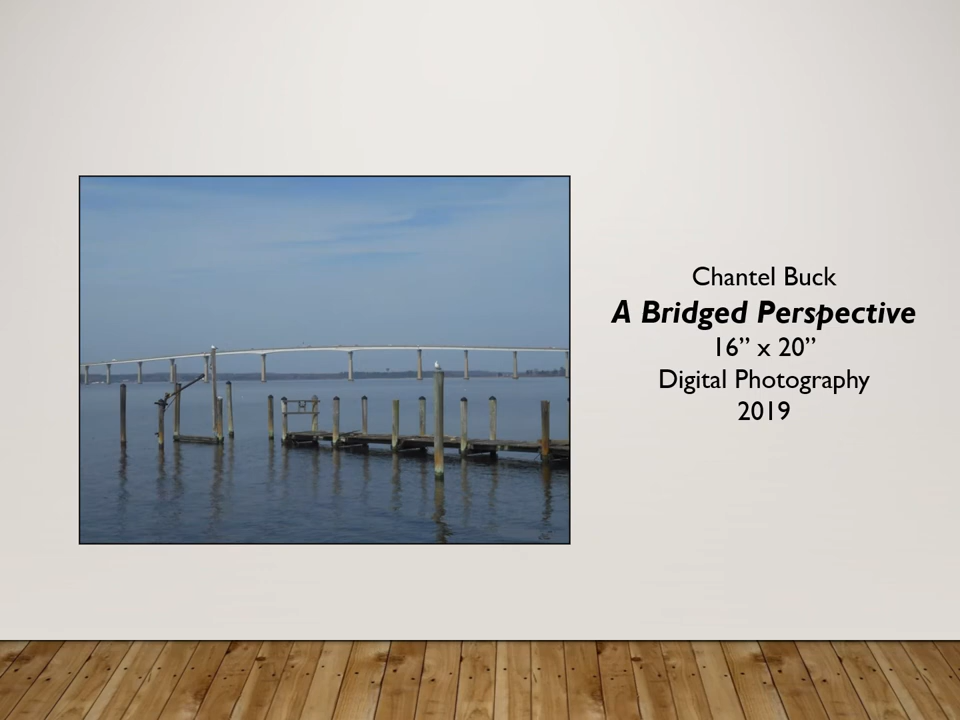 Chantel Buck
A Bridged Perspective
16” x 20”
Digital Photography
2019